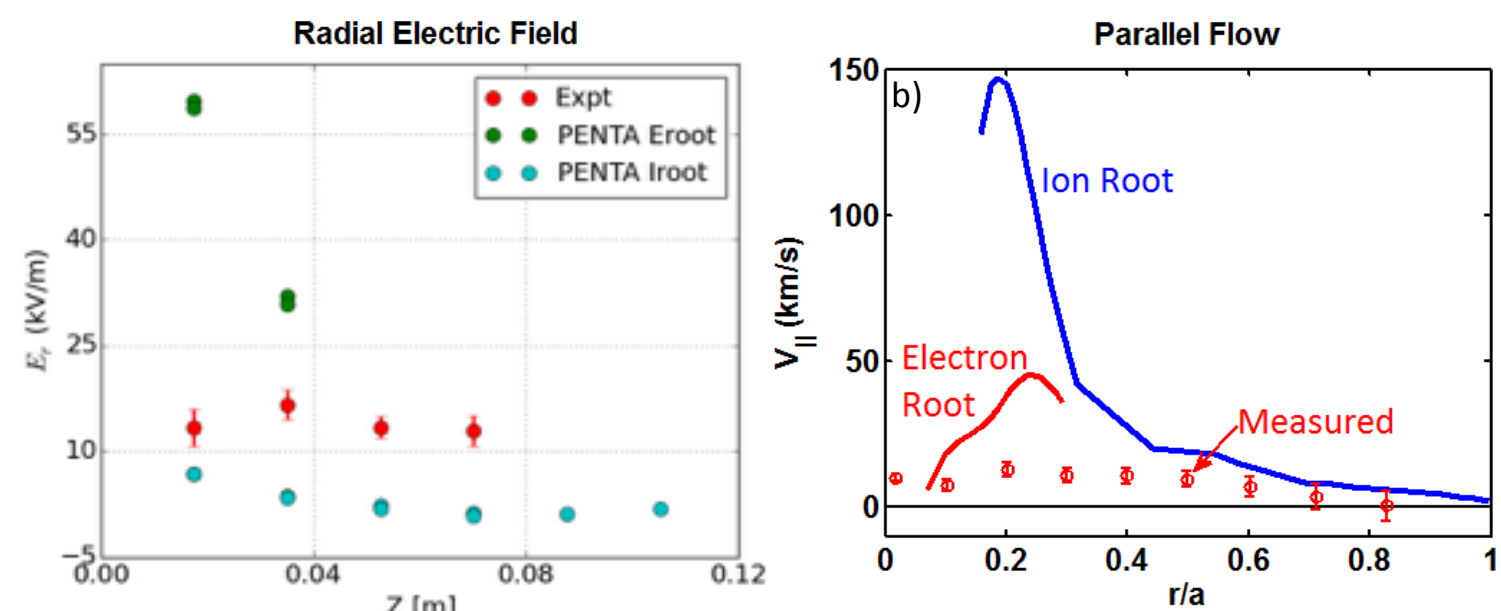 Radial Electric Field
Expt
PENTA Eroot
PENTA Iroot
E_r (kV/m)
55
40
25
10
−5
0.00
0.04
0.08
0.12
Z [m]
Parallel Flow
b)
150
100
50
0
V|| (km/s)
Ion Root
Electron
Root
Measured
0
0.2
0.4
0.6
0.8
1
r/a